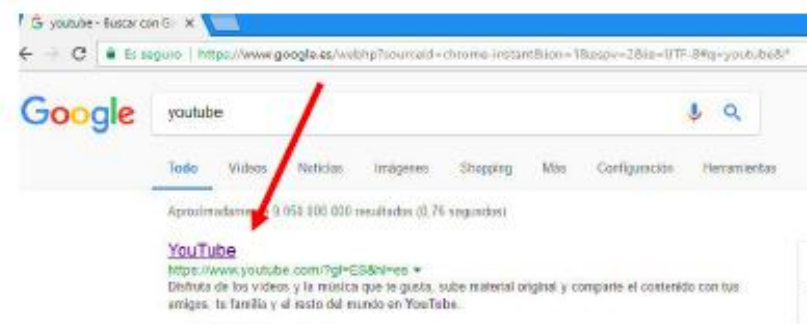 youtube - Buscar con G
Es seguro | https://www.google.es/webhp?sourceid=chrome-instant&ion=1&espv=2&ie=UTF-8#q=youtube&*
Google youtube
Todo Vídeos Noticias Imágenes Shopping Más Configuración Herramientas
Aproximadamente 9.050.000.000 resultados (0,76 segundos)
YouTube
https://www.youtube.com/?gl=ES&hl=es
Disfruta de los vídeos y la música que te gusta, sube material original y comparte el contenido con tus
amigos, tu familia y el resto del mundo en YouTube.